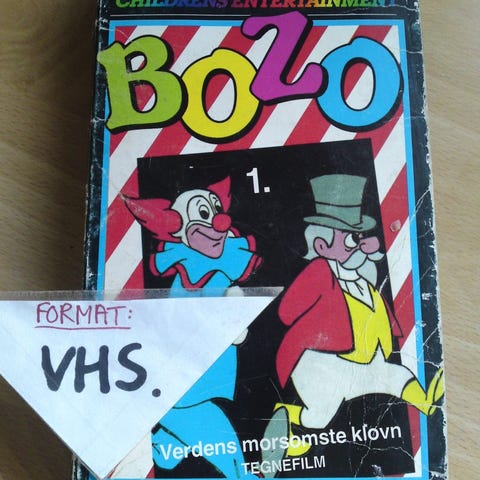 CHILDRENS ENTERTAINMENT
BOZO
1.
FORMAT:
VHS.
Verdens morsomste klovn
TEGNEFILM